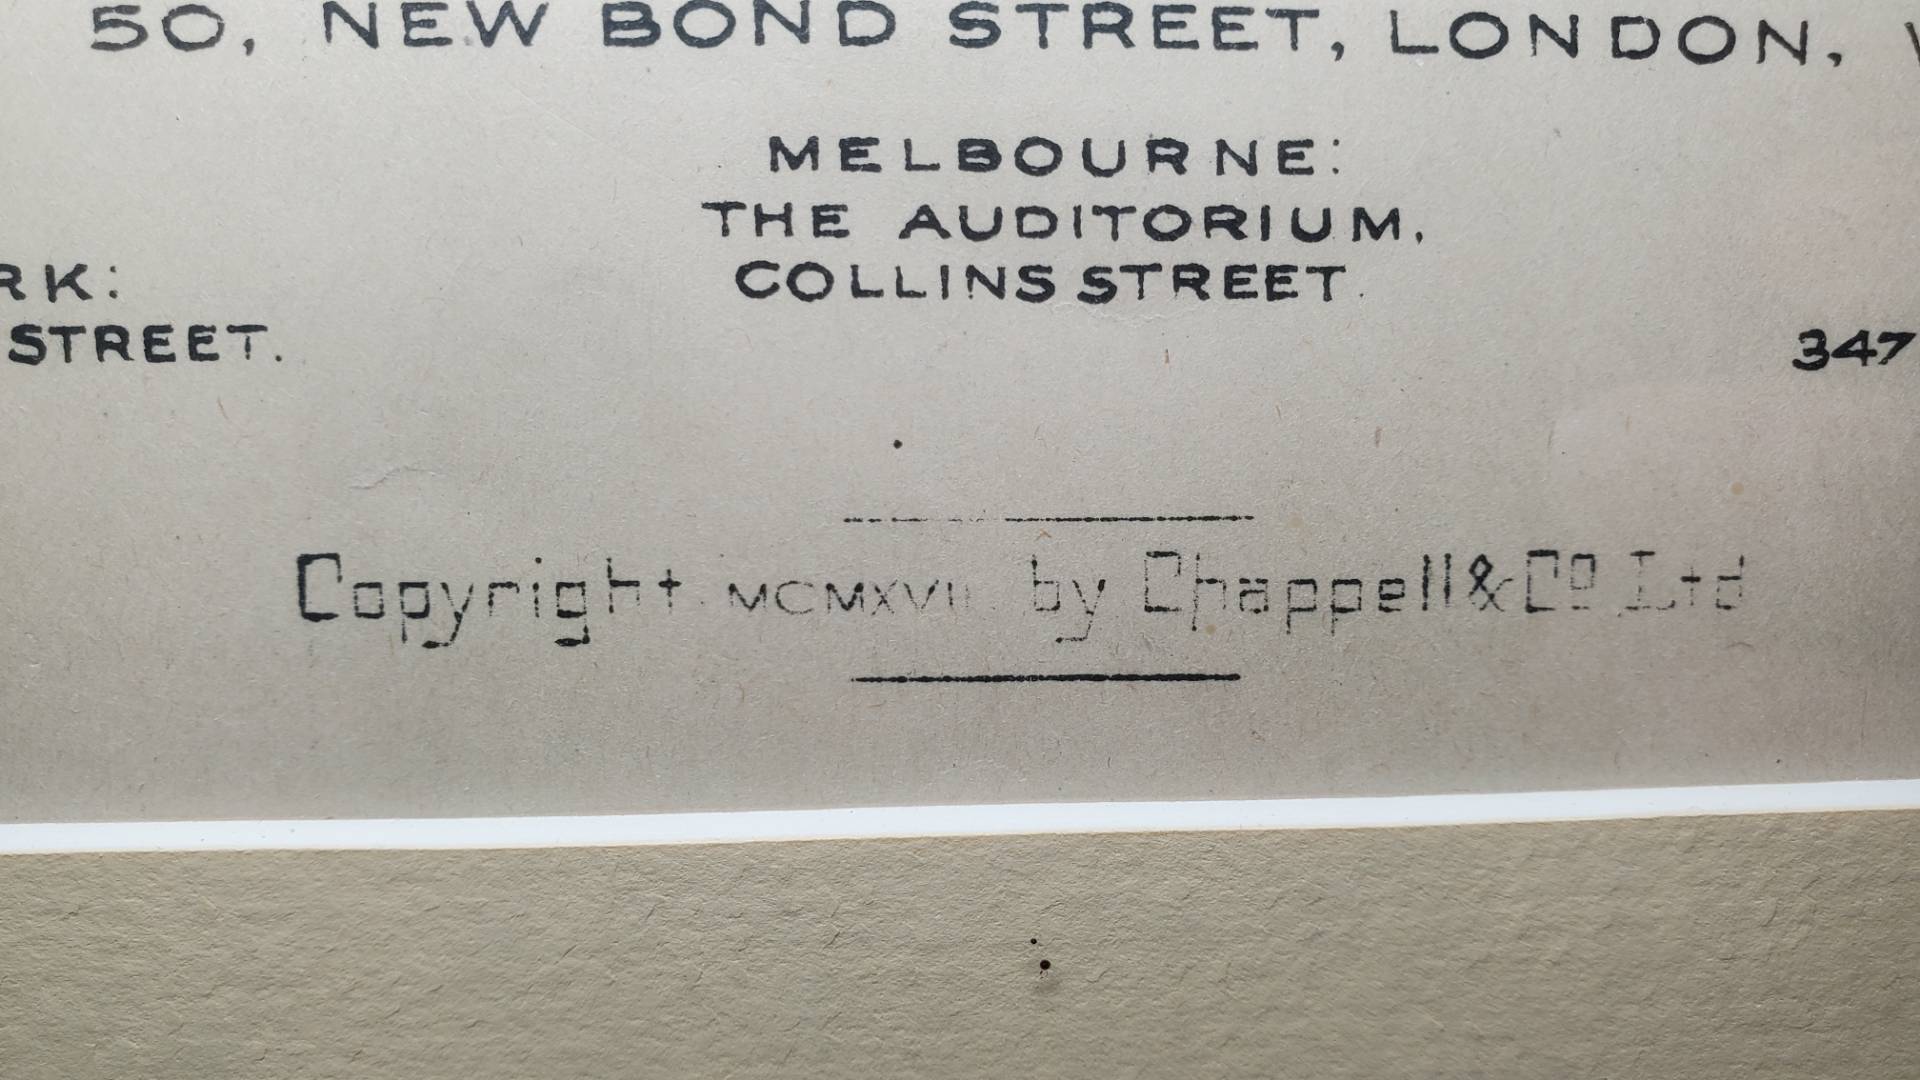 50, NEW BOND STREET, LONDON,
MELBOURNE:
THE AUDITORIUM,
COLLINS STREET.
RK:
STREET.
347
Copyright MCMXVII by Chappell & Co Ltd